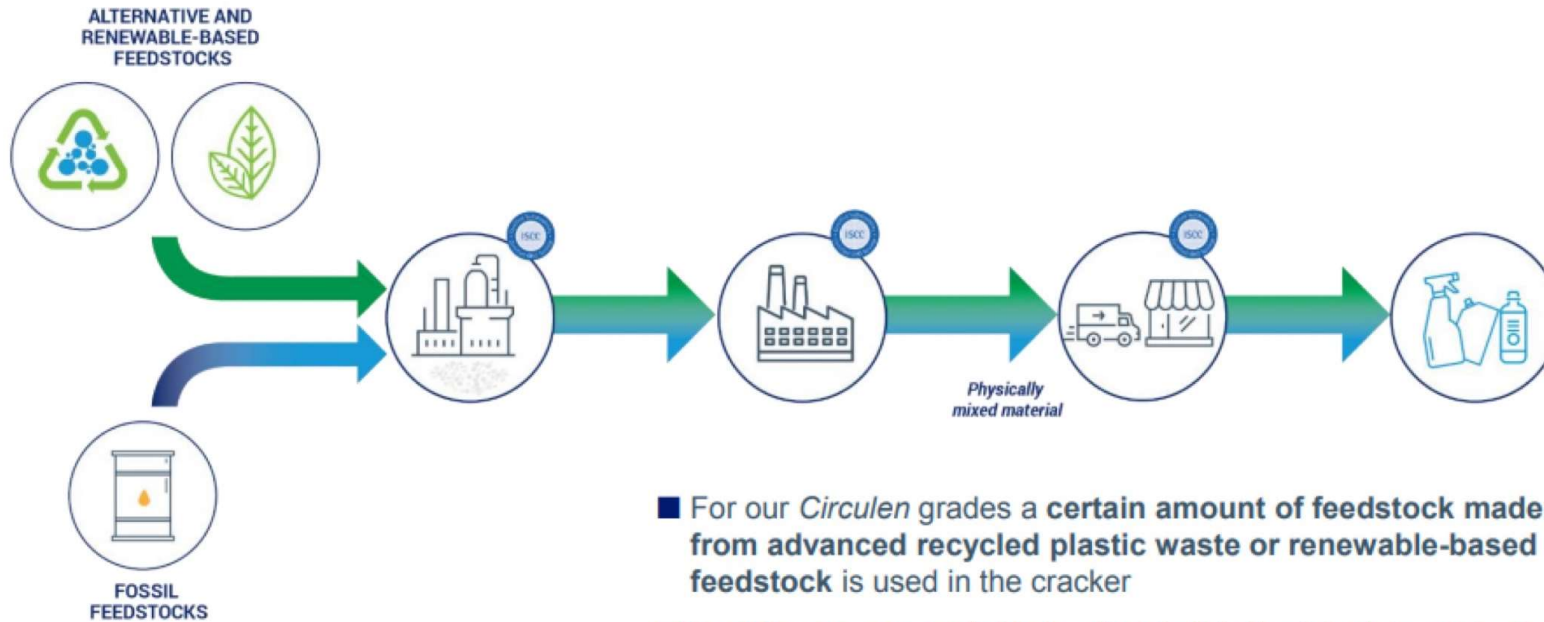 ALTERNATIVE AND
RENEWABLE-BASED
FEEDSTOCKS
ISCC
ISCC
ISCC
Physically
mixed material
FOSSIL
FEEDSTOCKS
■ For our Circulen grades a certain amount of feedstock made
from advanced recycled plastic waste or renewable-based
feedstock is used in the cracker